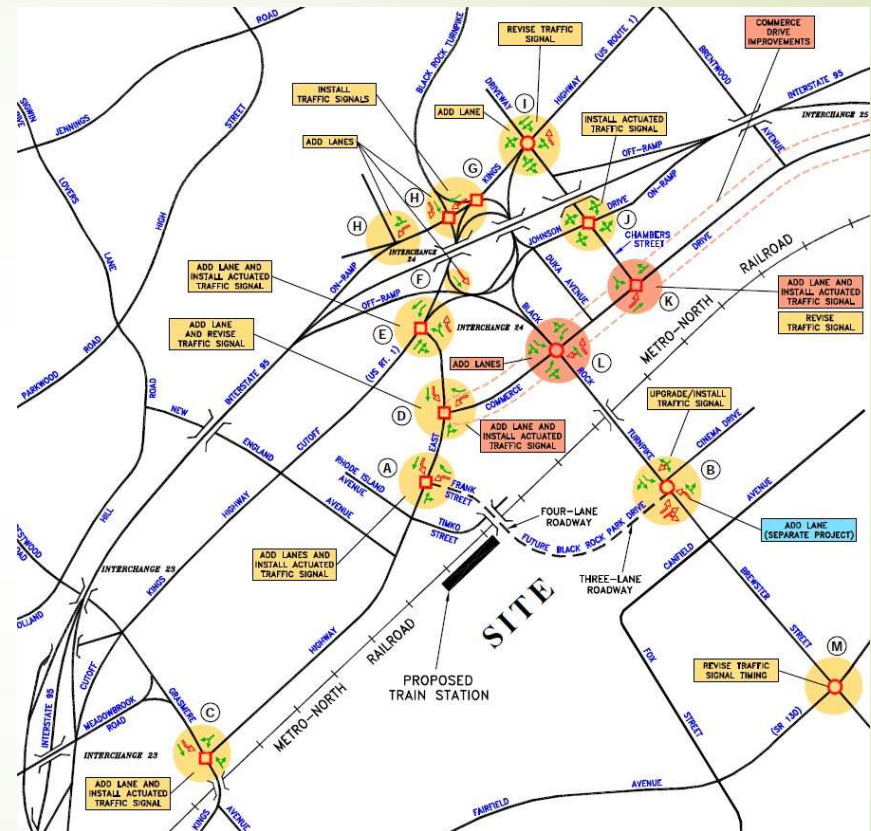 ROAD
SIGWIN
DRIVE
JENNINGS
ROAD
BLACK ROCK TURNPIKE
REVISE TRAFFIC
SIGNAL
(US ROUTE 1)
HIGHWAY
COMMERCE
DRIVE
IMPROVEMENTS
BRENTWOOD
AVENUE
INTERSTATE 95
INTERCHANGE 25
DRIVEWAY
I
INSTALL
TRAFFIC SIGNALS
ADD LANE
INSTALL ACTUATED
TRAFFIC SIGNAL
STREET
HIGH
LOVERS
LANE
ADD LANES
G
KINGS
OFF-RAMP
ON-RAMP
H
H
DRIVE
J
JOHNSON
CHAMBERS
STREET
DRIVE
INTERCHANGE
24
ON-RAMP
F
DUKA
AVENUE
RAILROAD
METRO-NORTH
ADD LANE AND
INSTALL ACTUATED
TRAFFIC SIGNAL
OFF-RAMP
K
ADD LANE AND
INSTALL ACTUATED
TRAFFIC SIGNAL
REVISE
TRAFFIC SIGNAL
E
INTERCHANGE 24
BLACK
ROCK
ADD LANE
AND REVISE
TRAFFIC SIGNAL
(US RT. 1)
L
ADD LANES
PARKWOOD
ROAD
ROAD
INTERSTATE 95
D
COMMERCE
UPGRADE/INSTALL
TRAFFIC SIGNAL
NEW
ENGLAND
AVENUE
CUTOFF
EAST
ADD LANE AND
INSTALL ACTUATED
TRAFFIC SIGNAL
TURNPIKE
CINEMA DRIVE
RHODE ISLAND
AVENUE
A
FRANK
STREET
B
AVENUE
HILL
HIGHWAY
TIMKO
STREET
FOUR-LANE
ROADWAY
FUTURE BLACK ROCK PARK DRIVE
ADD LANE
(SEPARATE PROJECT)
CANFIELD
ADD LANES AND
INSTALL ACTUATED
TRAFFIC SIGNAL
THREE-LANE
ROADWAY
INTERCHANGE 23
KINGS
SITE
BREWSTER
STREET
RAILROAD
HIGHWAY
PROPOSED
TRAIN STATION
FOX
STREET
M
REVISE TRAFFIC
SIGNAL TIMING
CUTOFF
GRASMERE
METRO-NORTH
INTERSTATE 95
MEADOWBROOK
ROAD
C
(SR 130)
INTERCHANGE 23
ADD LANE AND
INSTALL ACTUATED
TRAFFIC SIGNAL
KINGS
AVENUE
FAIRFIELD
AVENUE